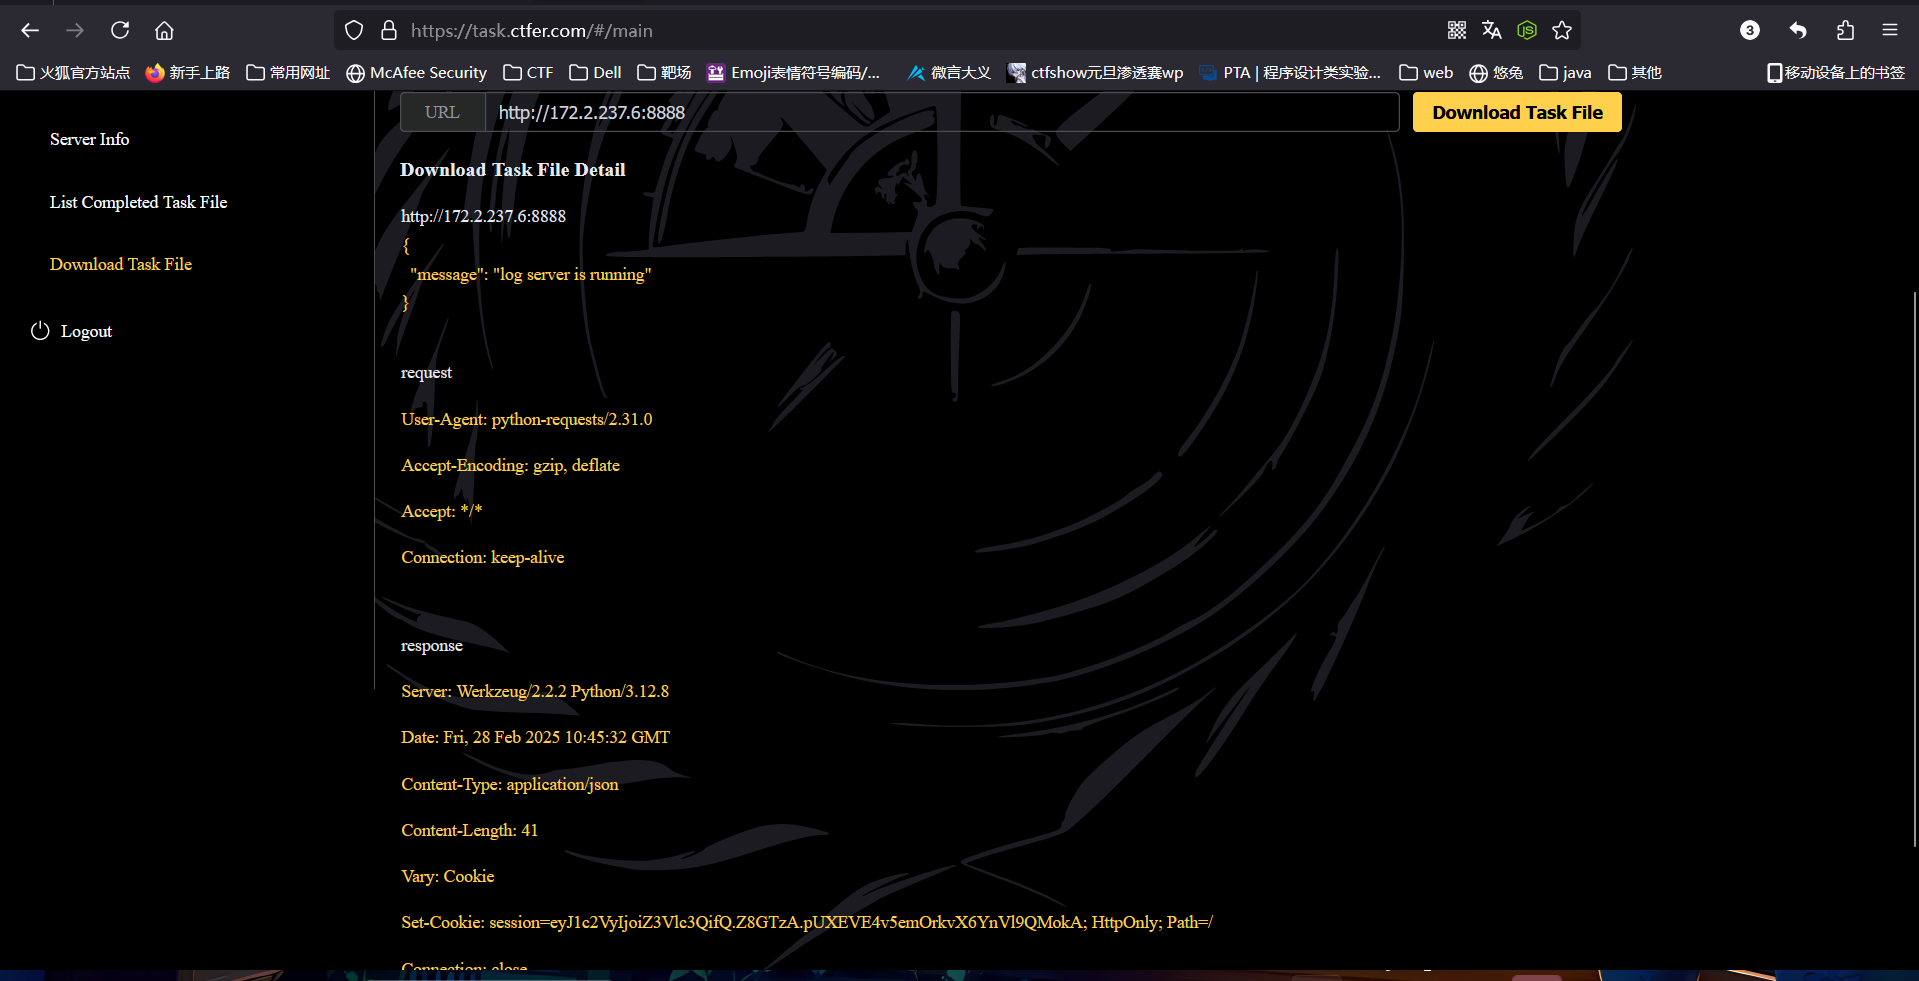 https://task.ctfer.com/#/main
3
火狐官方站点 新手上路 常用网址 McAfee Security CTF Dell 靶场 Emoji表情符号编码/... 微言大义 ctfshow元旦渗透赛wp PTA | 程序设计类实验... web 悠兔 java 其他 移动设备上的书签
URL http://172.2.237.6:8888 Download Task File
Server Info
List Completed Task File
Download Task File
Logout
Download Task File Detail
http://172.2.237.6:8888
{
"message": "log server is running"
}
request
User-Agent: python-requests/2.31.0
Accept-Encoding: gzip, deflate
Accept: */*
Connection: keep-alive
response
Server: Werkzeug/2.2.2 Python/3.12.8
Date: Fri, 28 Feb 2025 10:45:32 GMT
Content-Type: application/json
Content-Length: 41
Vary: Cookie
Set-Cookie: session=eyJ1c2VyIjoiZ3Vlc3QifQ.Z8GTzA.pUXEVE4v5emOrkvX6YnVl9QMokA; HttpOnly; Path=/
Connection: close